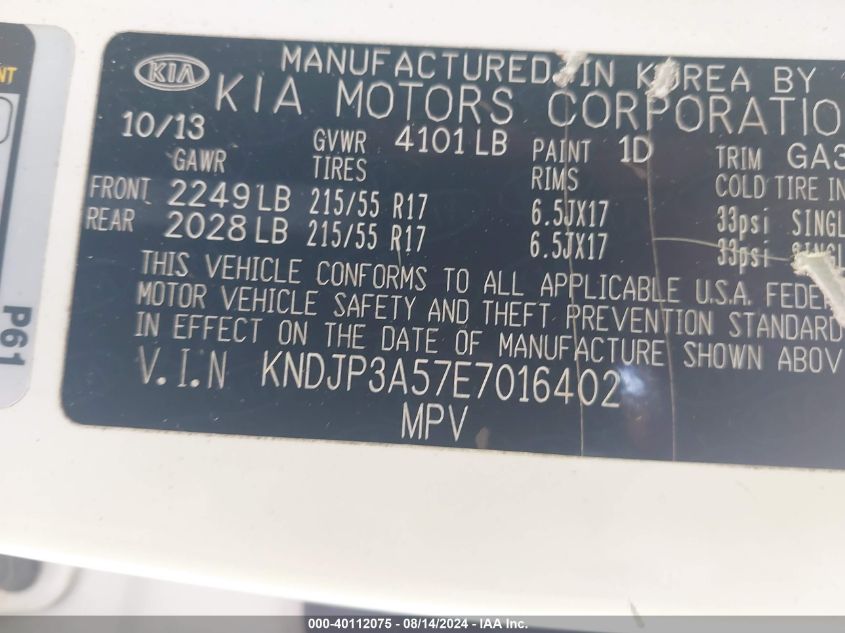 KIA MANUFACTURED IN KOREA BY
KIA MOTORS CORPORATIO
10/13 GVWR 4101 LB PAINT 1D TRIM GA3
GAWR TIRES RIMS COLD TIRE IN
FRONT 2249 LB 215/55 R17 6.5JX17 33psi SINGL
REAR 2028 LB 215/55 R17 6.5JX17 33psi SINGL
THIS VEHICLE CONFORMS TO ALL APPLICABLE U.S.A. FEDER
MOTOR VEHICLE SAFETY AND THEFT PREVENTION STANDARD
IN EFFECT ON THE DATE OF MANUFACTURE SHOWN ABOV
V.I.N KNDJP3A57E7016402
MPV
NT
P61
000-40112075 - 08/14/2024 - IAA Inc.